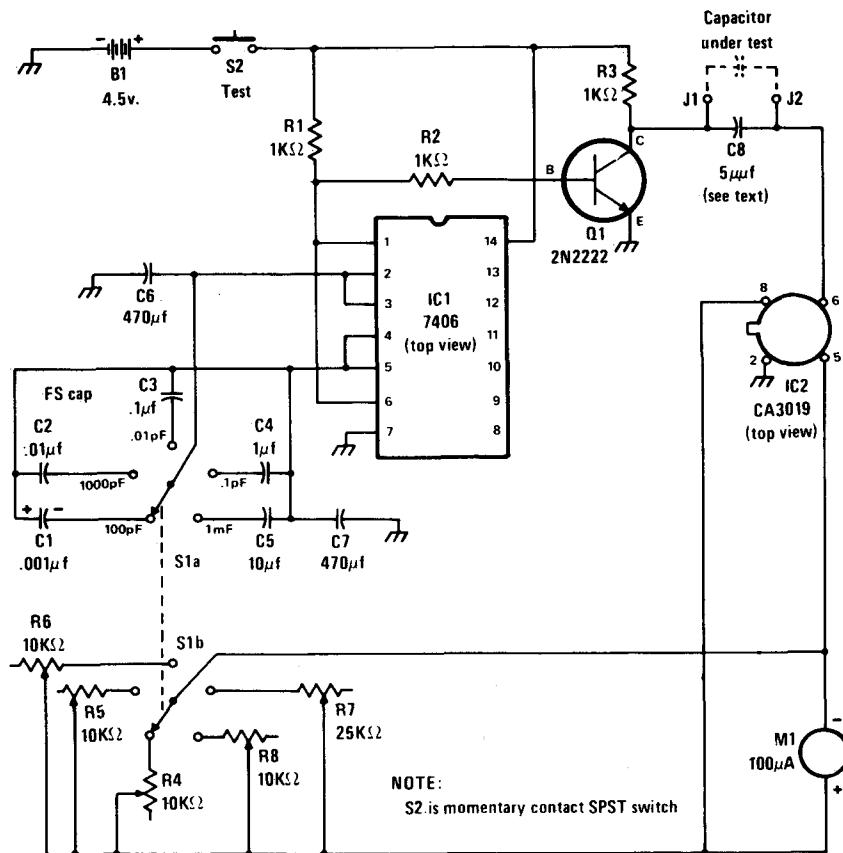 Capacitor
under test
- +
B1
4.5v.
S2
Test
R3
1KΩ
J1 J2
R1
1KΩ
R2
1KΩ
B
C
E
Q1
2N2222
C8
5µµf
(see text)
1
2
3
4
5
6
7
14
13
12
11
10
9
8
IC1
7406
(top view)
C6
470µf
8
6
2
5
IC2
CA3019
(top view)
FS cap
C3
.1µf
.01pF
C2
.01µf
1000pF
C4
1µf
.1pF
+ -
C1
.001µf
100pF
1mF
C5
10µf
C7
470µf
S1a
R6
10KΩ
S1b
R5
10KΩ
R7
25KΩ
R4
10KΩ
R8
10KΩ
M1
100µA
-
+
NOTE:
S2 is momentary contact SPST switch